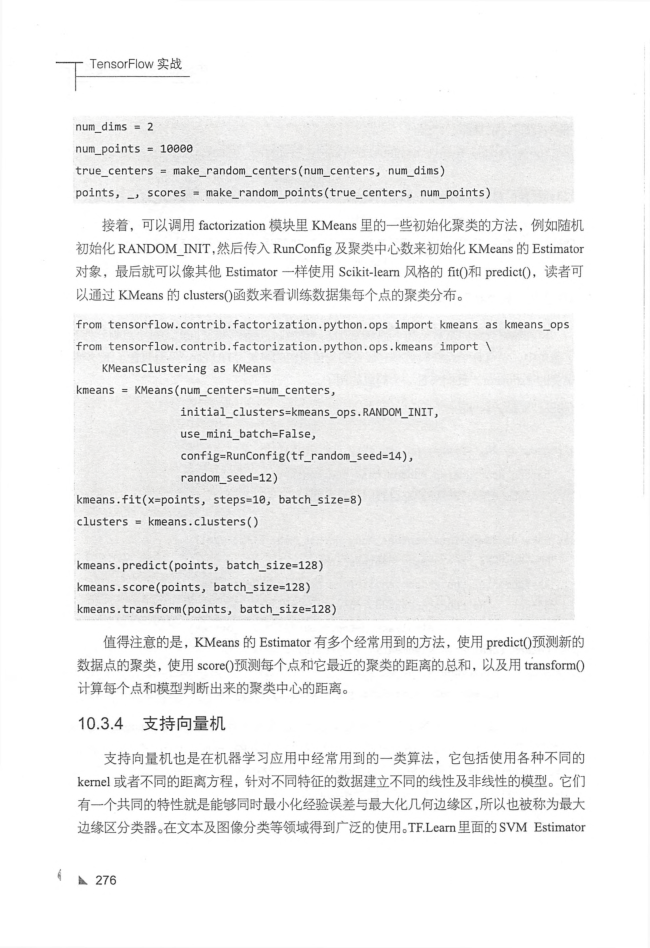 TensorFlow 实战
num_dims = 2
num_points = 10000
true_centers = make_random_centers(num_centers, num_dims)
points, _, scores = make_random_points(true_centers, num_points)
接着，可以调用 factorization 模块里 KMeans 里的一些初始化聚类的方法，例如随机
初始化 RANDOM_INIT,然后传入 RunConfig 及聚类中心数来初始化 KMeans 的 Estimator
对象，最后就可以像其他 Estimator 一样使用 Scikit-learn 风格的 fit()和 predict()，读者可
以通过 KMeans 的 clusters()函数来看训练数据集每个点的聚类分布。
from tensorflow.contrib.factorization.python.ops import kmeans as kmeans_ops
from tensorflow.contrib.factorization.python.ops.kmeans import \
KMeansClustering as KMeans
kmeans = KMeans(num_centers=num_centers,
initial_clusters=kmeans_ops.RANDOM_INIT,
use_mini_batch=False,
config=RunConfig(tf_random_seed=14),
random_seed=12)
kmeans.fit(x=points, steps=10, batch_size=8)
clusters = kmeans.clusters()
kmeans.predict(points, batch_size=128)
kmeans.score(points, batch_size=128)
kmeans.transform(points, batch_size=128)
值得注意的是，KMeans 的 Estimator 有多个经常用到的方法，使用 predict()预测新的
数据点的聚类，使用 score()预测每个点和它最近的聚类的距离的总和，以及用 transform()
计算每个点和模型判断出来的聚类中心的距离。
10.3.4 支持向量机
支持向量机也是在机器学习应用中经常用到的一类算法，它包括使用各种不同的
kernel 或者不同的距离方程，针对不同特征的数据建立不同的线性及非线性的模型。它们
有一个共同的特性就是能够同时最小化经验误差与最大化几何边缘区,所以也被称为最大
边缘区分类器。在文本及图像分类等领域得到广泛的使用。TF.Learn 里面的 SVM Estimator
276